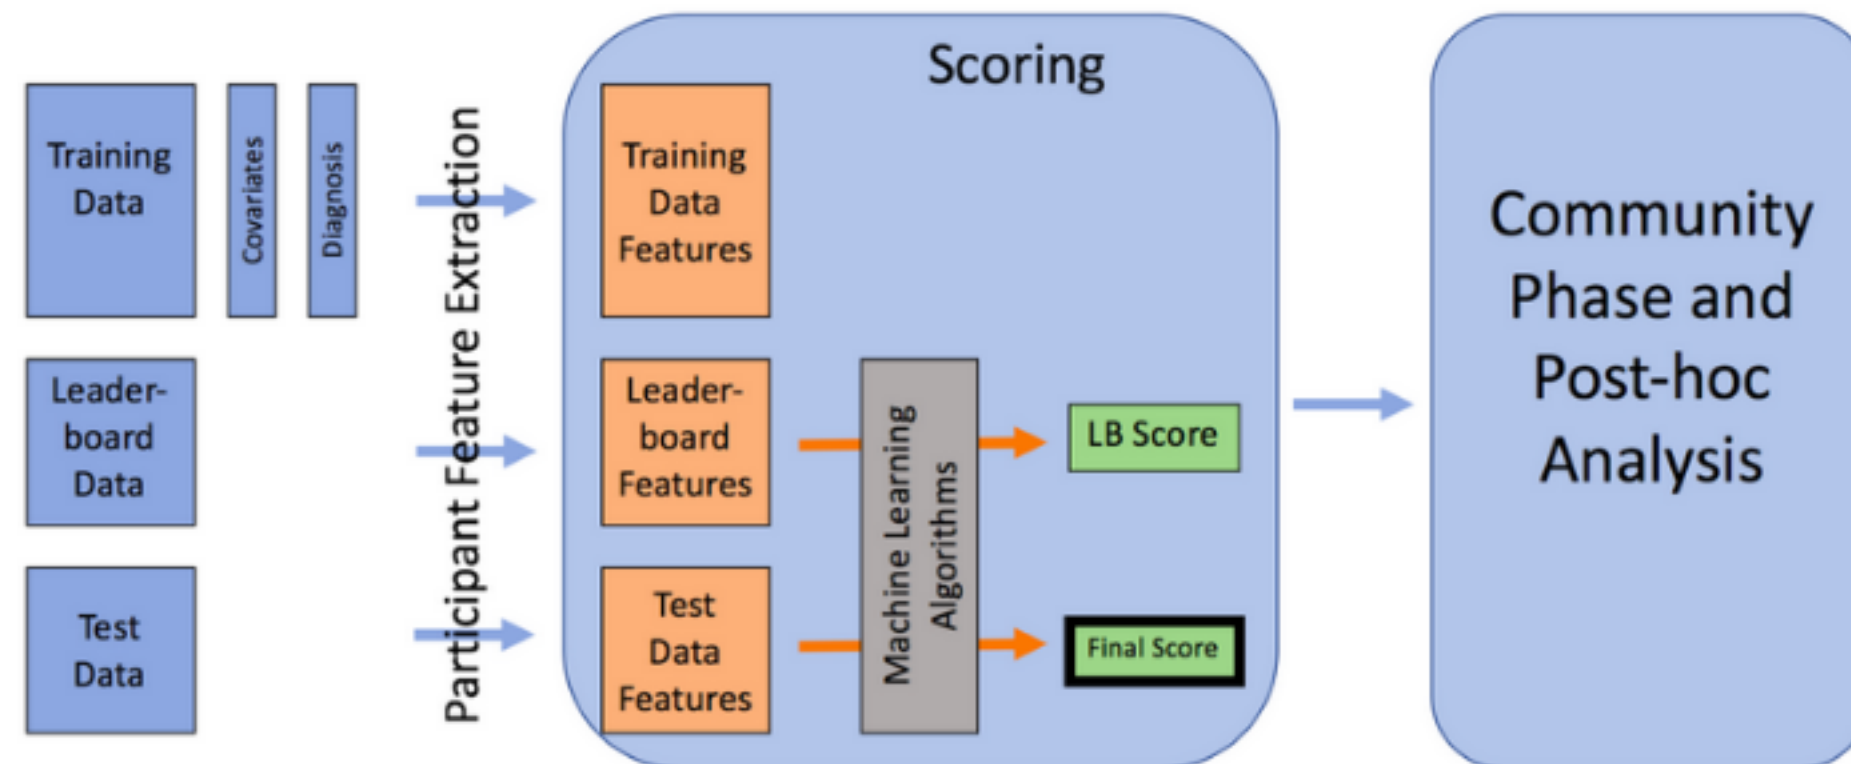 Training
Data
Covariates
Diagnosis
Leader-
board
Data
Test
Data
Participant Feature Extraction
Scoring
Training
Data
Features
Leader-
board
Features
Test
Data
Features
Machine Learning
Algorithms
LB Score
Final Score
Community
Phase and
Post-hoc
Analysis